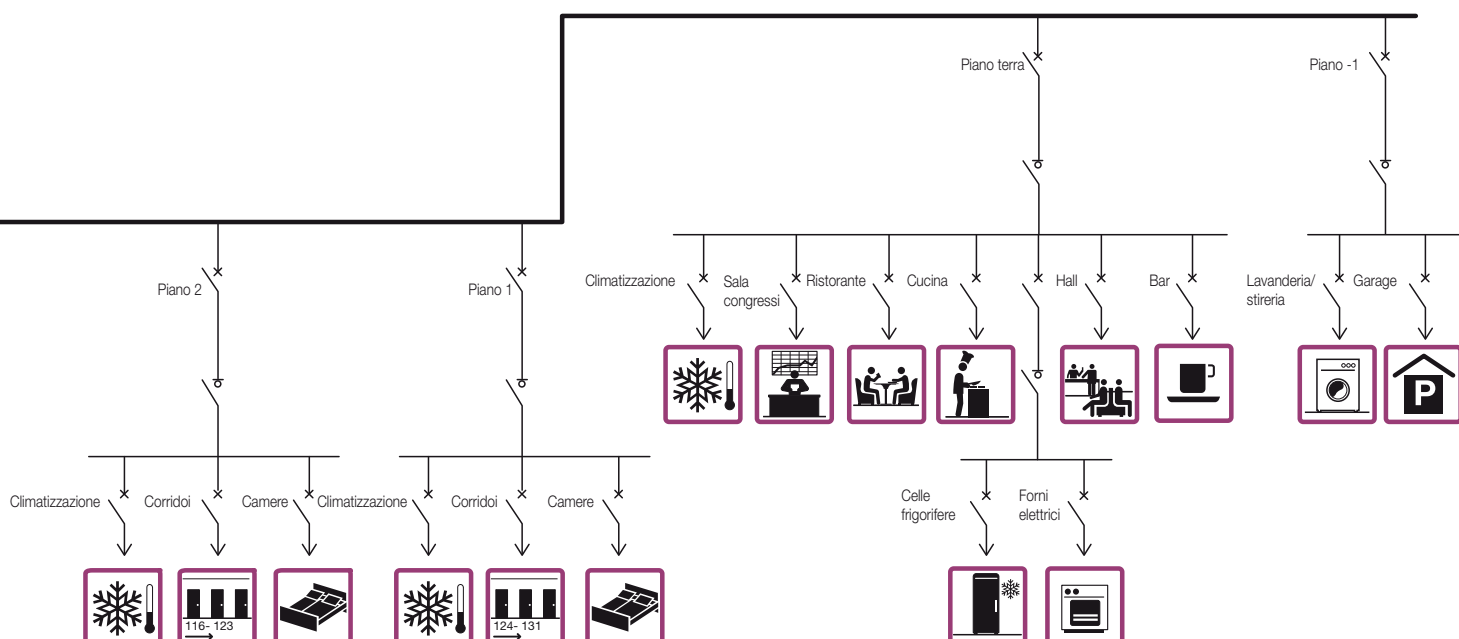 Piano terra
Piano -1
Piano 2
Piano 1
Climatizzazione
Sala
congressi
Ristorante
Cucina
Hall
Bar
Lavanderia/
stireria
Garage
P
Climatizzazione
Corridoi
Camere
Climatizzazione
Corridoi
Camere
Celle
frigorifere
Forni
elettrici
116- 123
124- 131